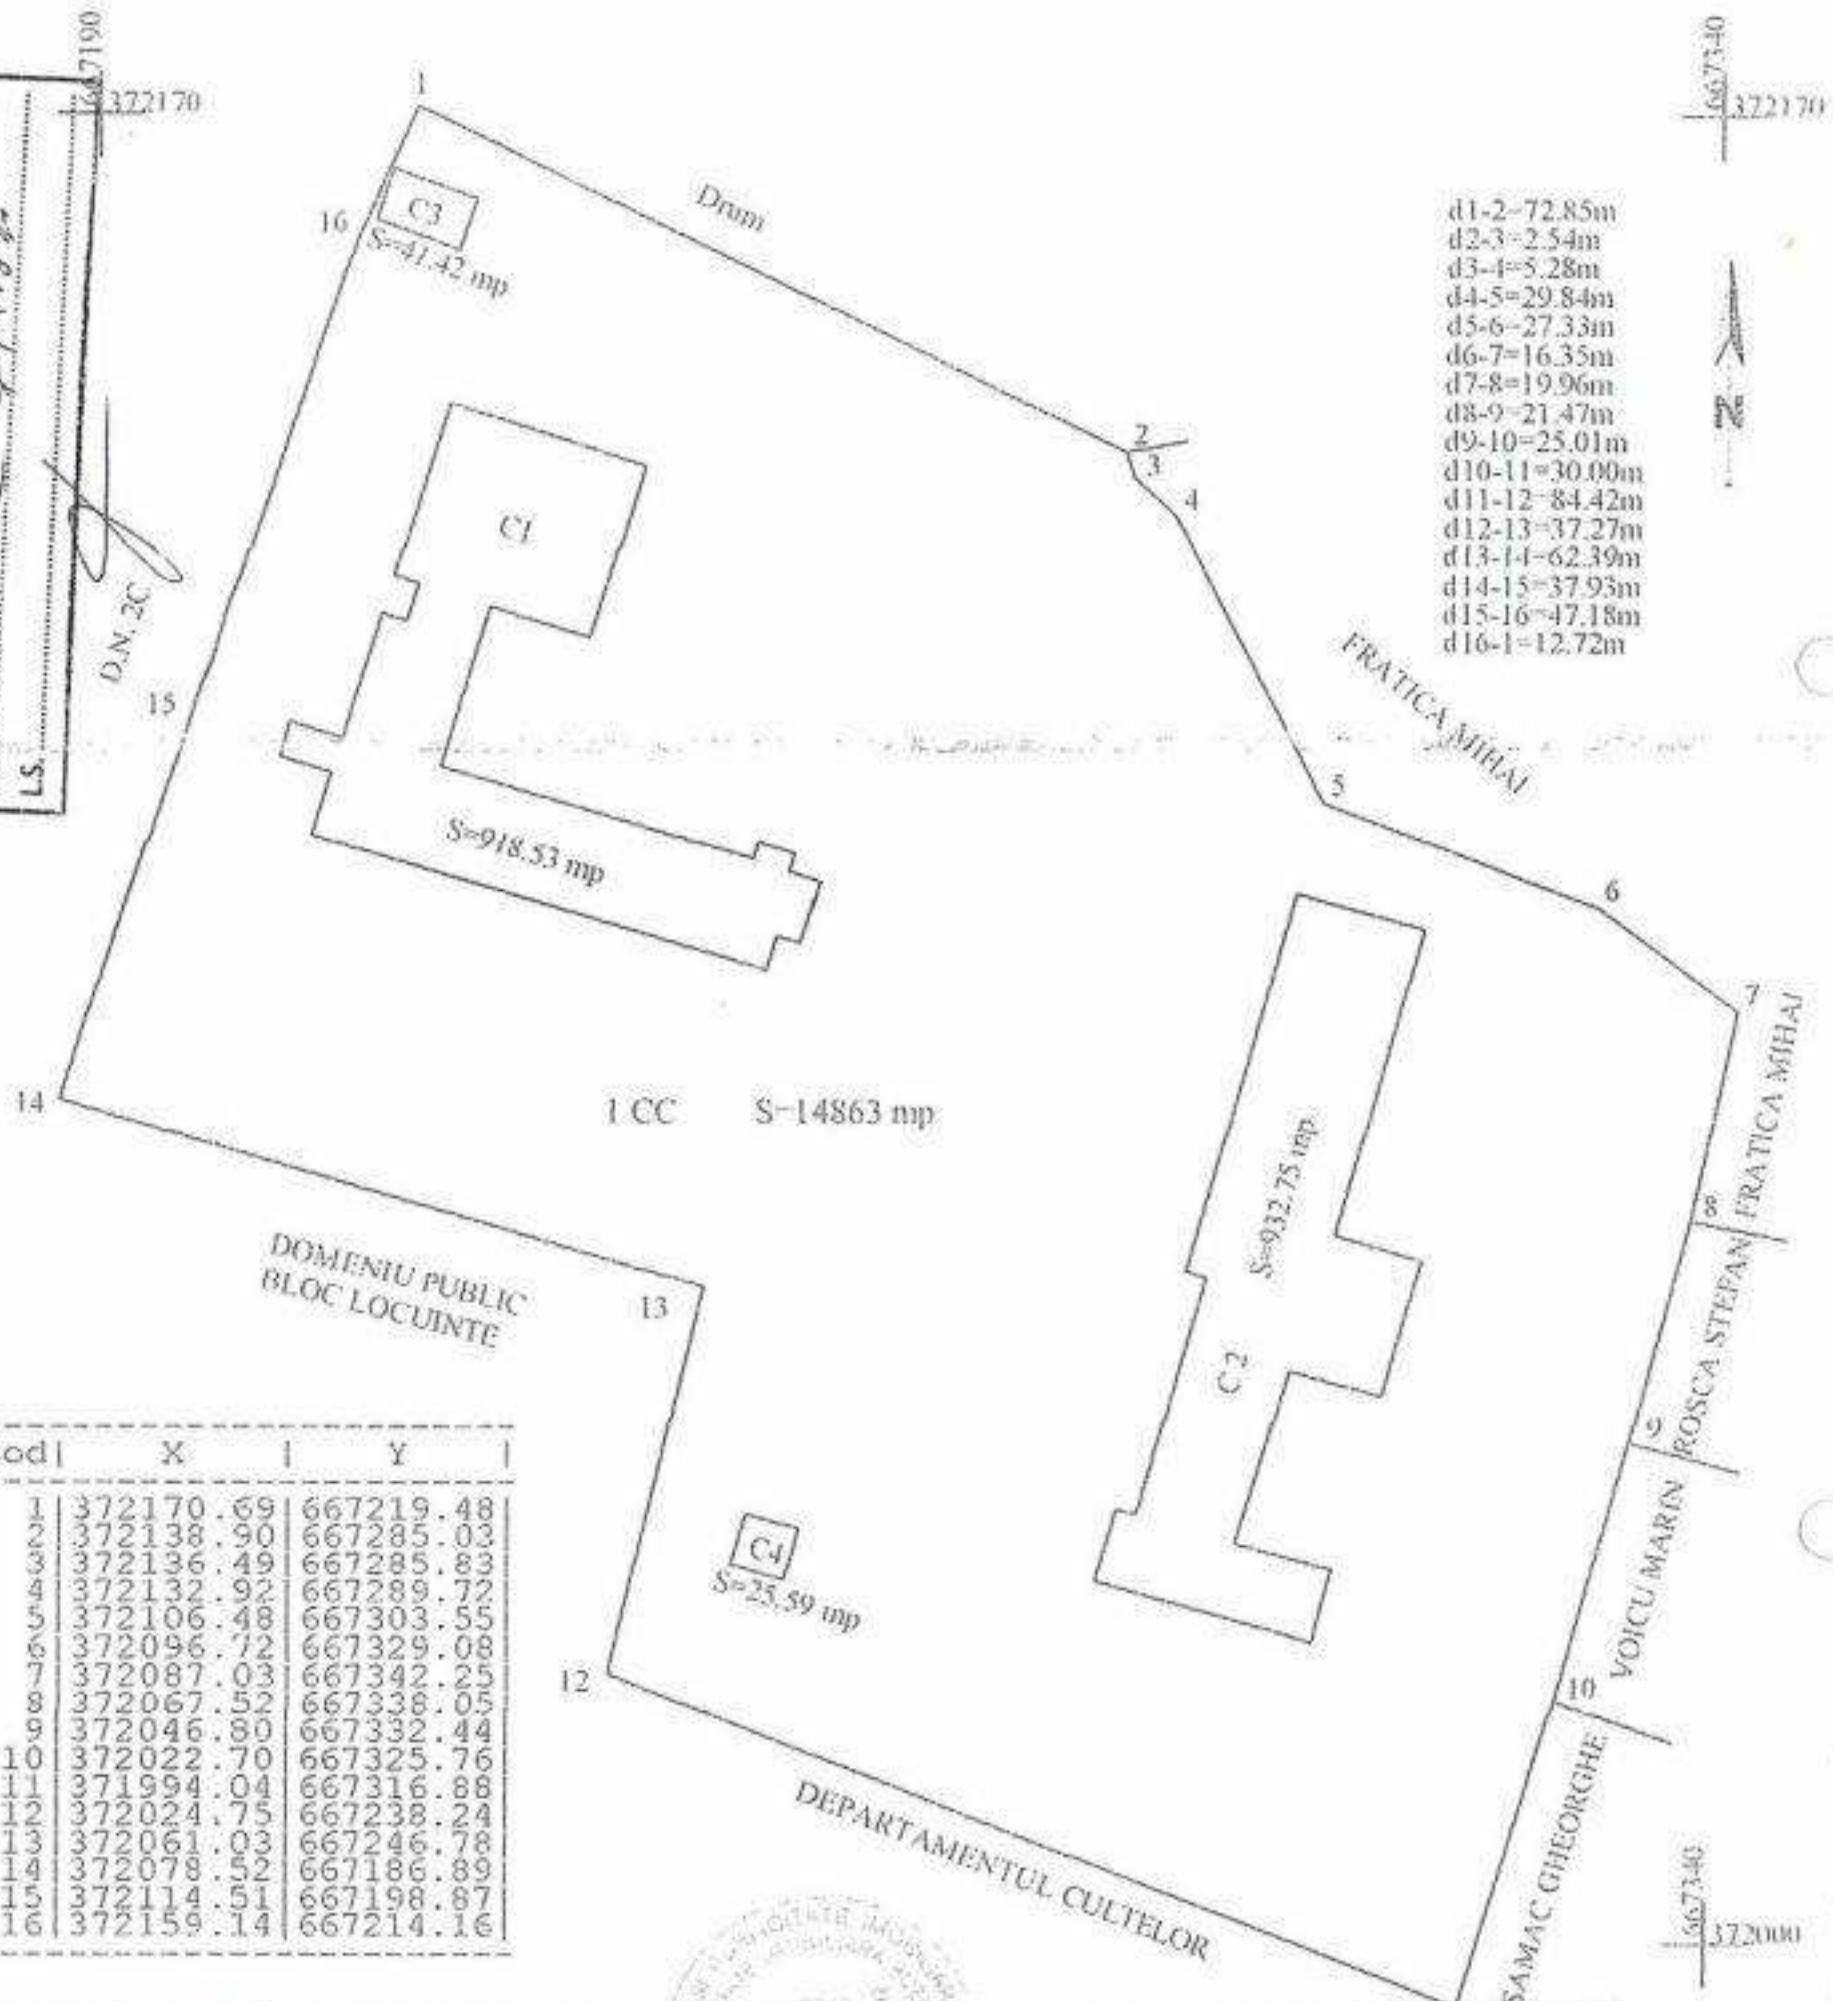 667190
372170
667340
372170
1
16
C3
S=41.42 mp
Drum
d1-2=72.85m
d2-3=2.54m
d3-4=5.28m
d4-5=29.84m
d5-6=27.33m
d6-7=16.35m
d7-8=19.96m
d8-9=21.47m
d9-10=25.01m
d10-11=30.00m
d11-12=84.42m
d12-13=37.27m
d13-14=62.39m
d14-15=37.93m
d15-16=47.18m
d16-1=12.72m
N
2
3
4
C1
D.N. 2C
15
L.S.
FRATICA MIHAI
5
S=918.53 mp
6
7
FRATICA MIHAI
14
1 CC S=14863 mp
S=932.75 mp
8
DOMENIU PUBLIC
BLOC LOCUINTE
13
ROSCA STEFAN
C2
9
VOICU MARIN
C4
S=25.59 mp
12
10
DEPARTAMENTUL CULTELOR
SAMAC GHEORGHE
667340
372000
od| X | Y |
1|372170.69|667219.48|
2|372138.90|667285.03|
3|372136.49|667285.83|
4|372132.92|667289.72|
5|372106.48|667303.55|
6|372096.72|667329.08|
7|372087.03|667342.25|
8|372067.52|667338.05|
9|372046.80|667332.44|
10|372022.70|667325.76|
11|371994.04|667316.88|
12|372024.75|667238.24|
13|372061.03|667246.78|
14|372078.52|667186.89|
15|372114.51|667198.87|
16|372159.14|667214.16|